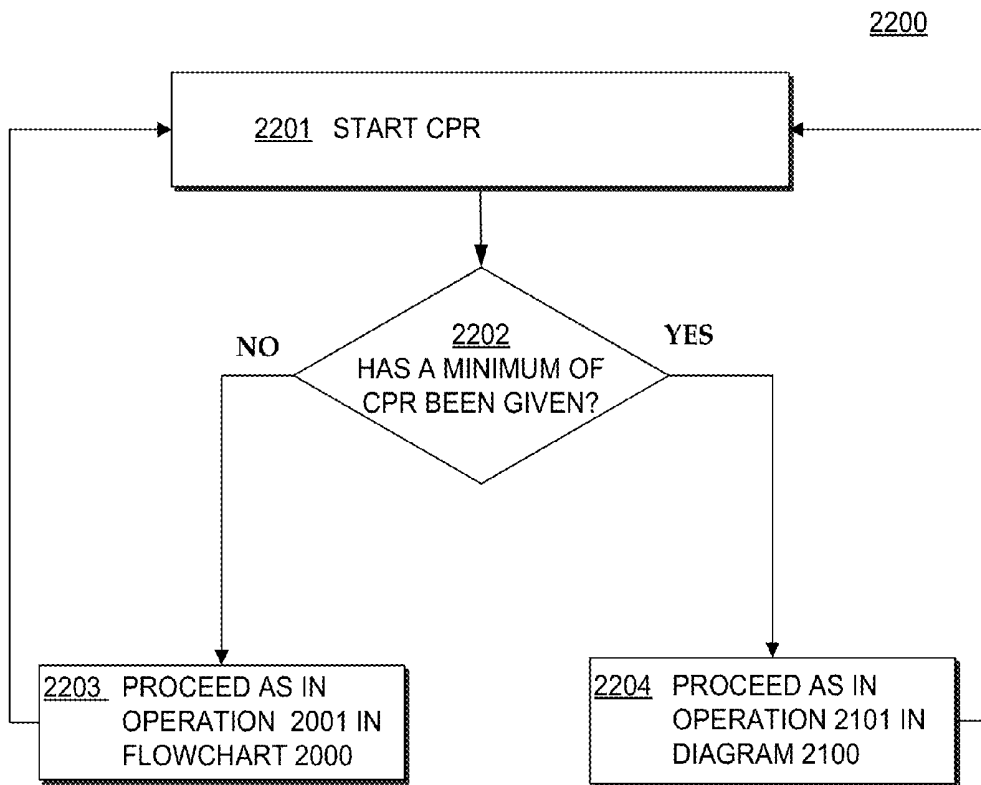 2200
2201 START CPR
2202
HAS A MINIMUM OF
CPR BEEN GIVEN?
NO
YES
2203 PROCEED AS IN
OPERATION 2001 IN
FLOWCHART 2000
2204 PROCEED AS IN
OPERATION 2101 IN
DIAGRAM 2100